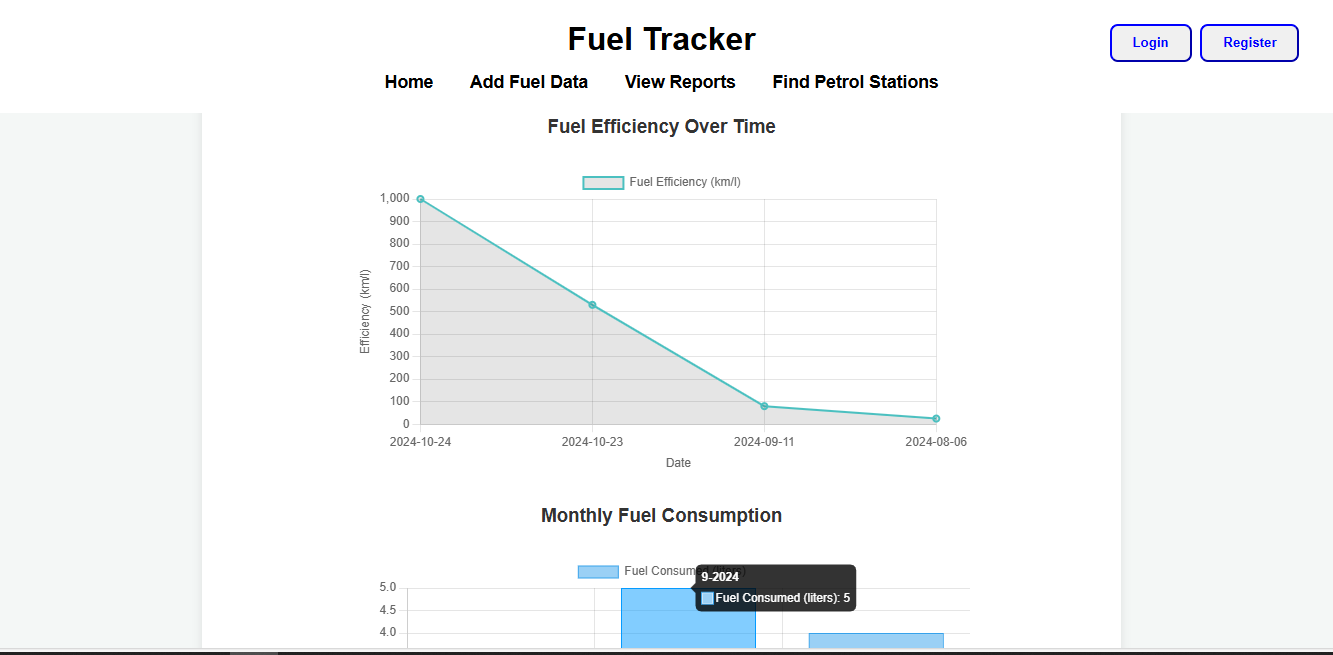 Fuel Tracker
Login
Register
Home
Add Fuel Data
View Reports
Find Petrol Stations
Fuel Efficiency Over Time
Fuel Efficiency (km/l)
1,000
900
800
700
600
500
400
300
200
100
0
Efficiency (km/l)
2024-10-24
2024-10-23
2024-09-11
2024-08-06
Date
Monthly Fuel Consumption
Fuel Consumed (liters)
9-2024
Fuel Consumed (liters): 5
5.0
4.5
4.0